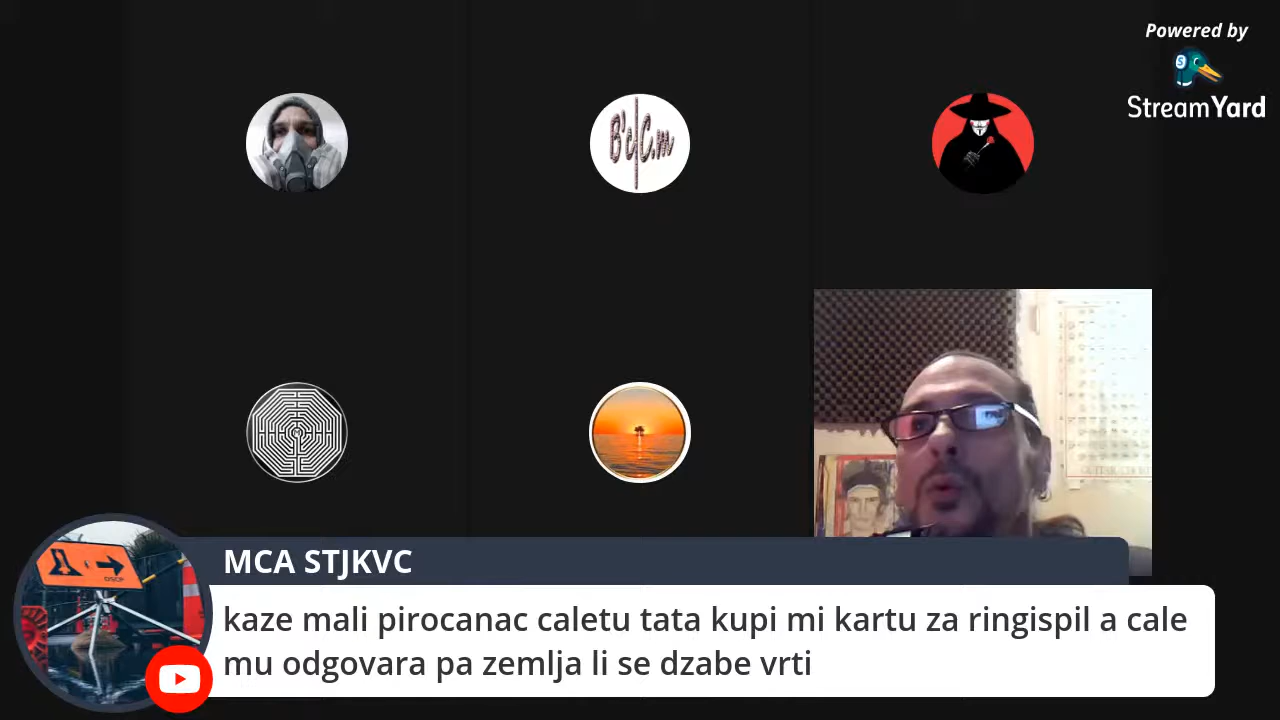 Powered by
StreamYard
B'c|C.m
MCA STJKVC
kaze mali pirocanac caletu tata kupi mi kartu za ringispil a cale
mu odgovara pa zemlja li se dzabe vrti